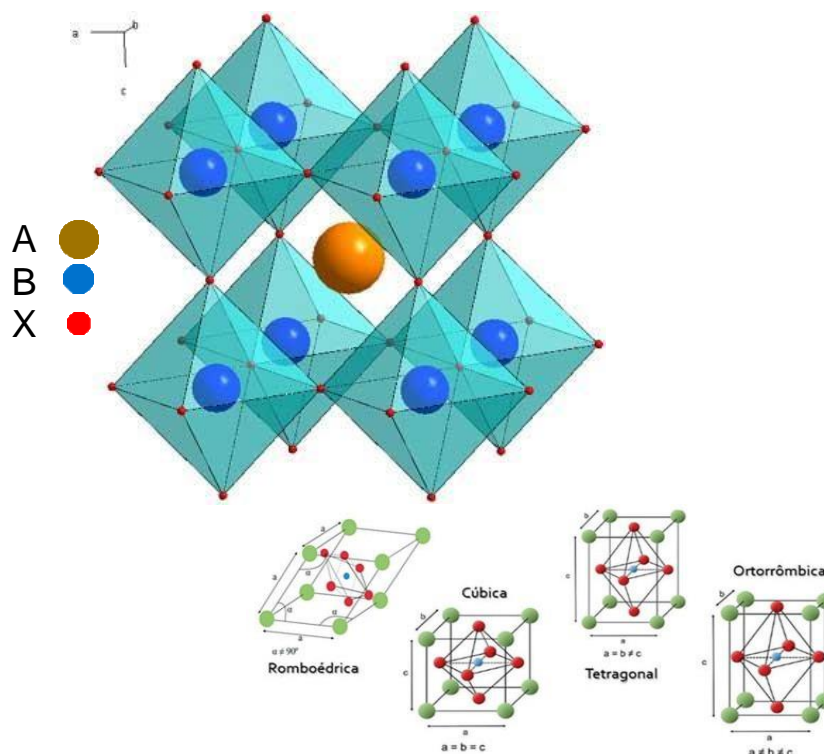 a
b
c
A
B
X
Romboédrica
a
a
a
α
α
α
α ≠ 90°
Cúbica
b
c
a
a = b = c
Tetragonal
b
c
a
a = b ≠ c
Ortorrômbica
b
c
a
a ≠ b ≠ c